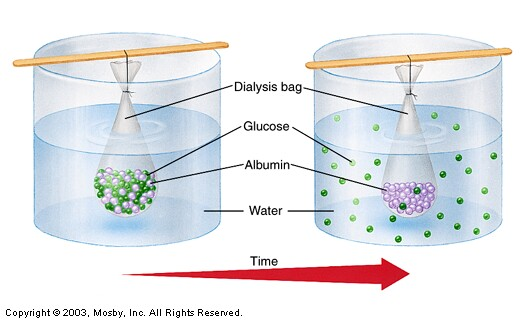 Dialysis bag
Glucose
Albumin
Water
Time
Copyright © 2003, Mosby, Inc. All Rights Reserved.